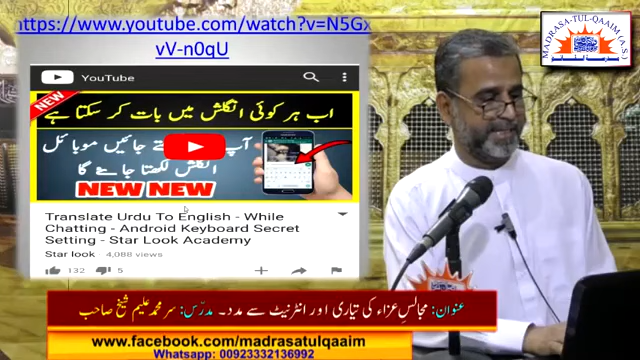 https://www.youtube.com/watch?v=N5Gx
vV-n0qU
YouTube
NEW
اب ہر کوئی انگلش میں بات کر سکتا ہے
جائیں موبائل
انگلش لکھتا جائے گا
NEW NEW
Translate Urdu To English - While
Chatting - Android Keyboard Secret
Setting - Star Look Academy
Star look 4,088 views
132 5
MADRASA-TUL-QAAIM (A.S.)
عنوان: مجالسِ عزاء کی تیاری اور انٹرنیٹ سے مدد۔ مدرّس: سر محمد علیم شیخ صاحب
www.facebook.com/madrasatulqaaim
Whatsapp: 00923332136992